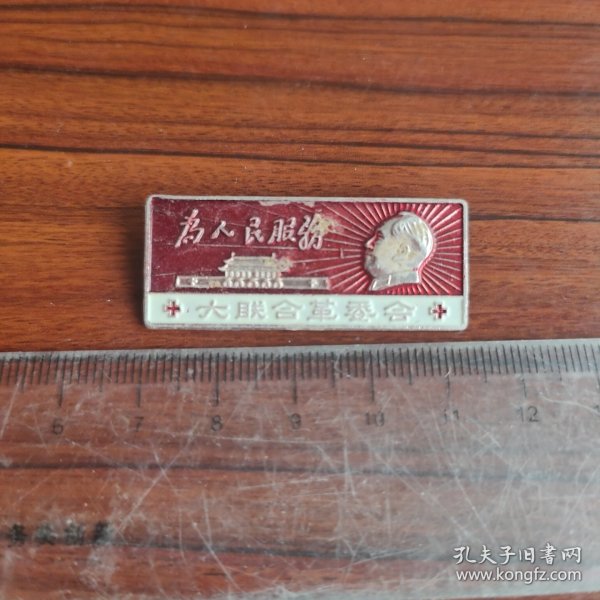 为人民服务
大联合革委会
6 7 8 9 10 11 12
孔夫子旧书网
www.kongfz.com